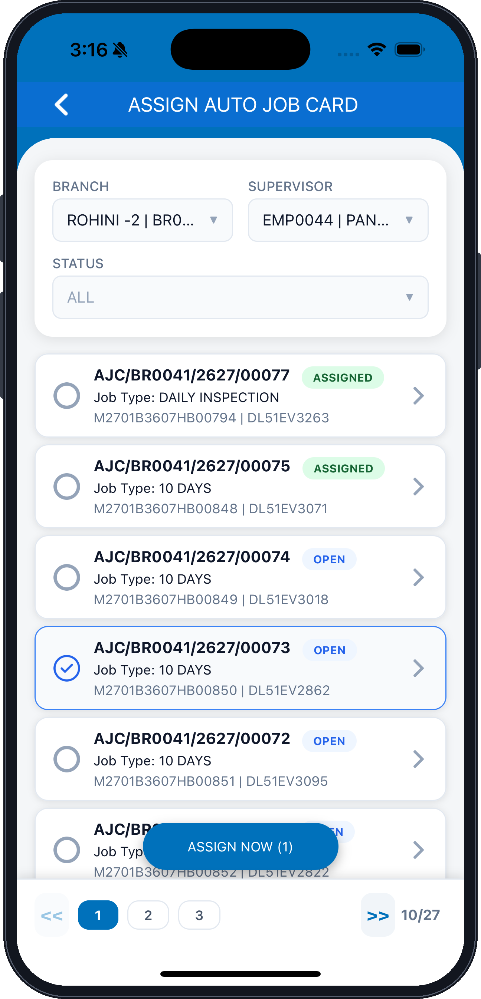 3:16
ASSIGN AUTO JOB CARD
BRANCH
SUPERVISOR
ROHINI -2 | BR0...
EMP0044 | PAN...
STATUS
ALL
AJC/BR0041/2627/00077 ASSIGNED
Job Type: DAILY INSPECTION
M2701B3607HB00794 | DL51EV3263
AJC/BR0041/2627/00075 ASSIGNED
Job Type: 10 DAYS
M2701B3607HB00848 | DL51EV3071
AJC/BR0041/2627/00074 OPEN
Job Type: 10 DAYS
M2701B3607HB00849 | DL51EV3018
AJC/BR0041/2627/00073 OPEN
Job Type: 10 DAYS
M2701B3607HB00850 | DL51EV2862
AJC/BR0041/2627/00072 OPEN
Job Type: 10 DAYS
M2701B3607HB00851 | DL51EV3095
AJC/BR
Job Typ
ASSIGN NOW (1)
M2701B3607HB00852 | DL51EV2822
<< 1 2 3 >> 10/27